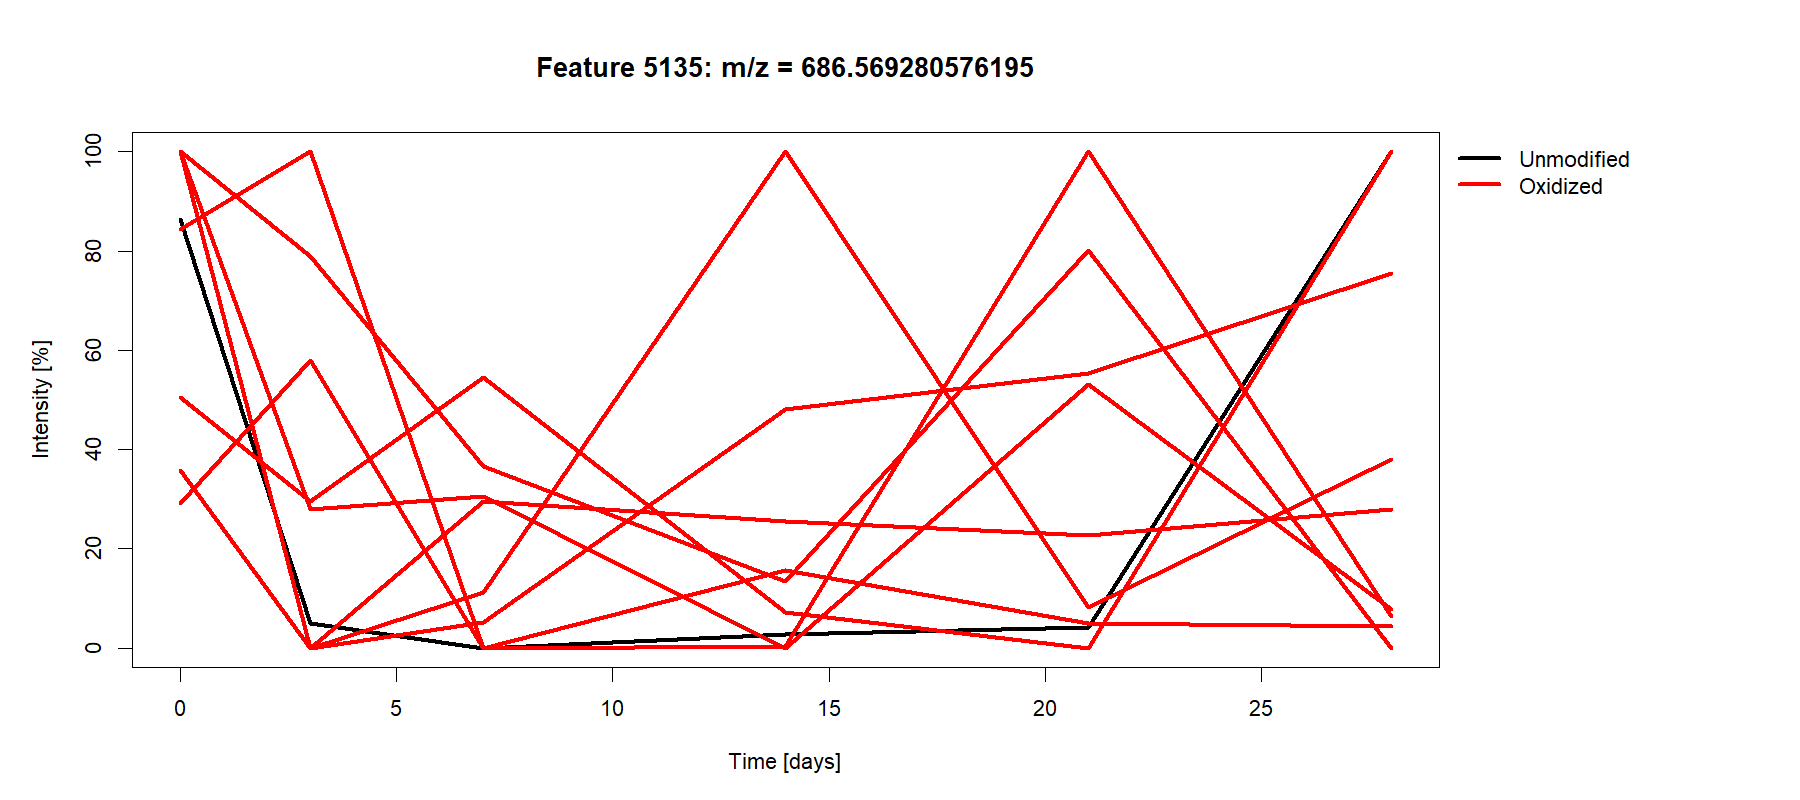 Feature 5135: m/z = 686.569280576195
Unmodified
Oxidized
Intensity [%]
100
80
60
40
20
0
0 5 10 15 20 25
Time [days]